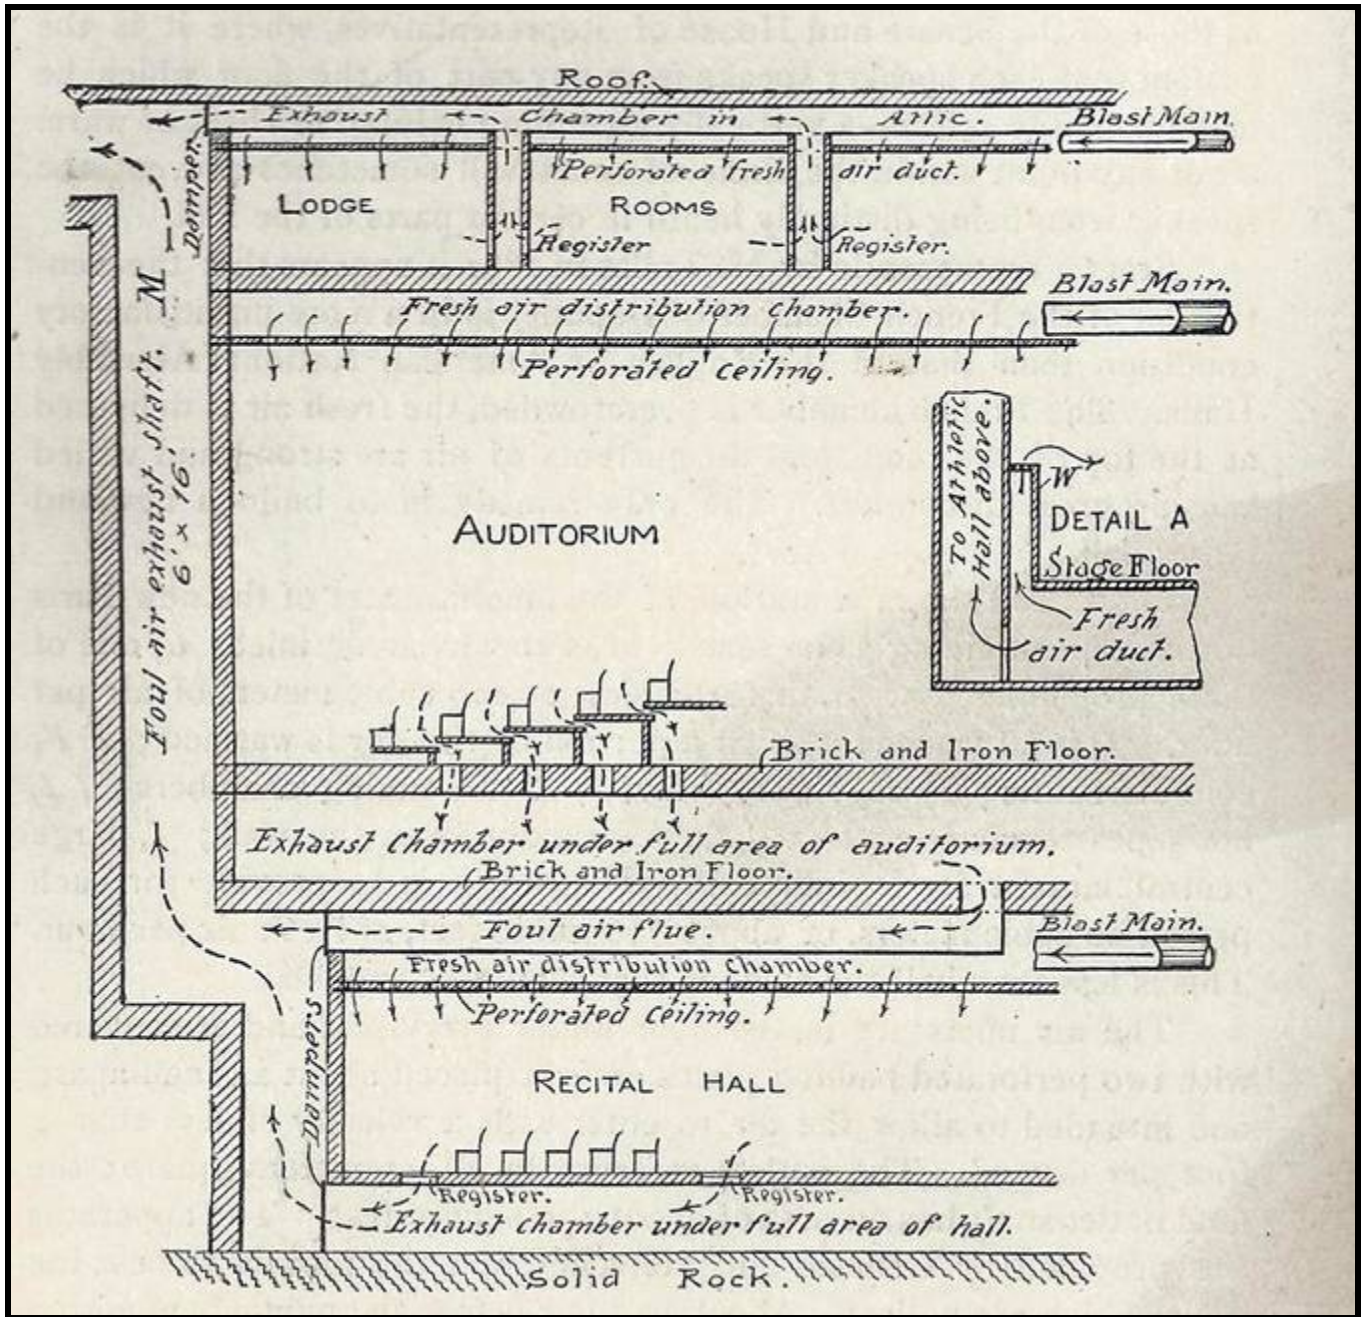 Roof.
Exhaust Chamber in Attic.
Blast Main.
Damper.
Perforated fresh air duct.
LODGE ROOMS
Register
Register.
Fresh air distribution chamber.
Blast Main.
Perforated ceiling.
Foul air exhaust shaft. M
6' × 16'
To Athletic
Hall above.
W
DETAIL A
Stage Floor
Fresh
air duct.
AUDITORIUM
Brick and Iron Floor.
Exhaust Chamber under full area of auditorium.
Brick and Iron Floor.
Foul air flue.
Blast Main.
Fresh air distribution chamber.
Perforated ceiling.
Dampers
RECITAL HALL
Register.
Register.
Exhaust chamber under full area of hall.
Solid Rock.